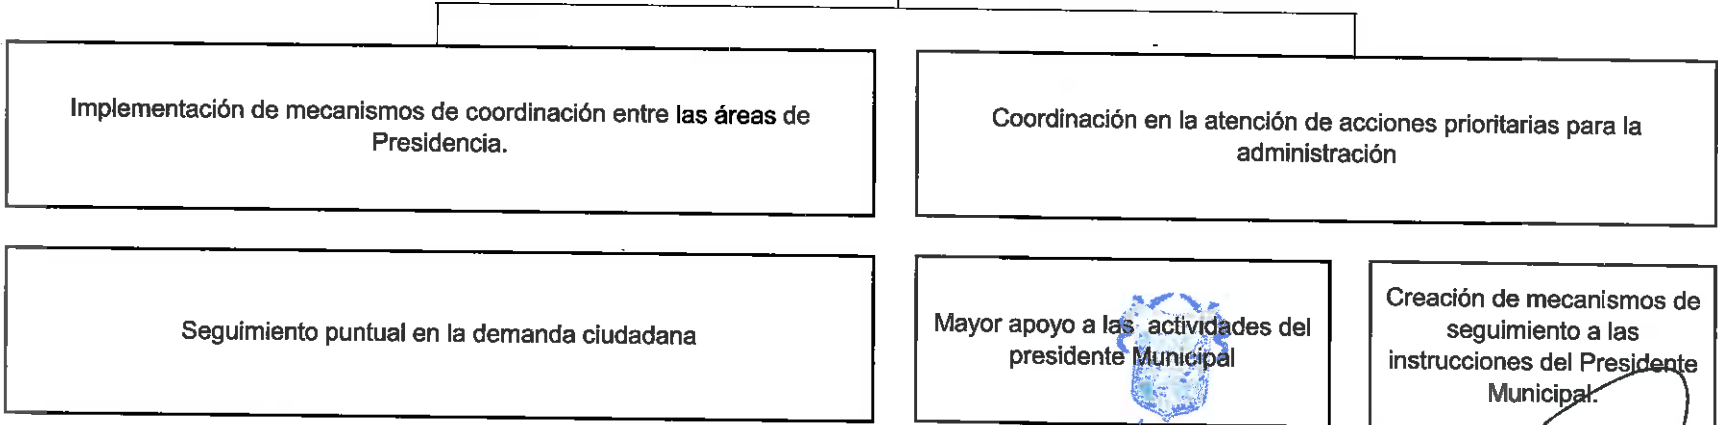 Implementación de mecanismos de coordinación entre las áreas de
Presidencia.
Coordinación en la atención de acciones prioritarias para la
administración
Seguimiento puntual en la demanda ciudadana
Mayor apoyo a las actividades del
presidente Municipal
Creación de mecanismos de
seguimiento a las
instrucciones del Presidente
Municipal.